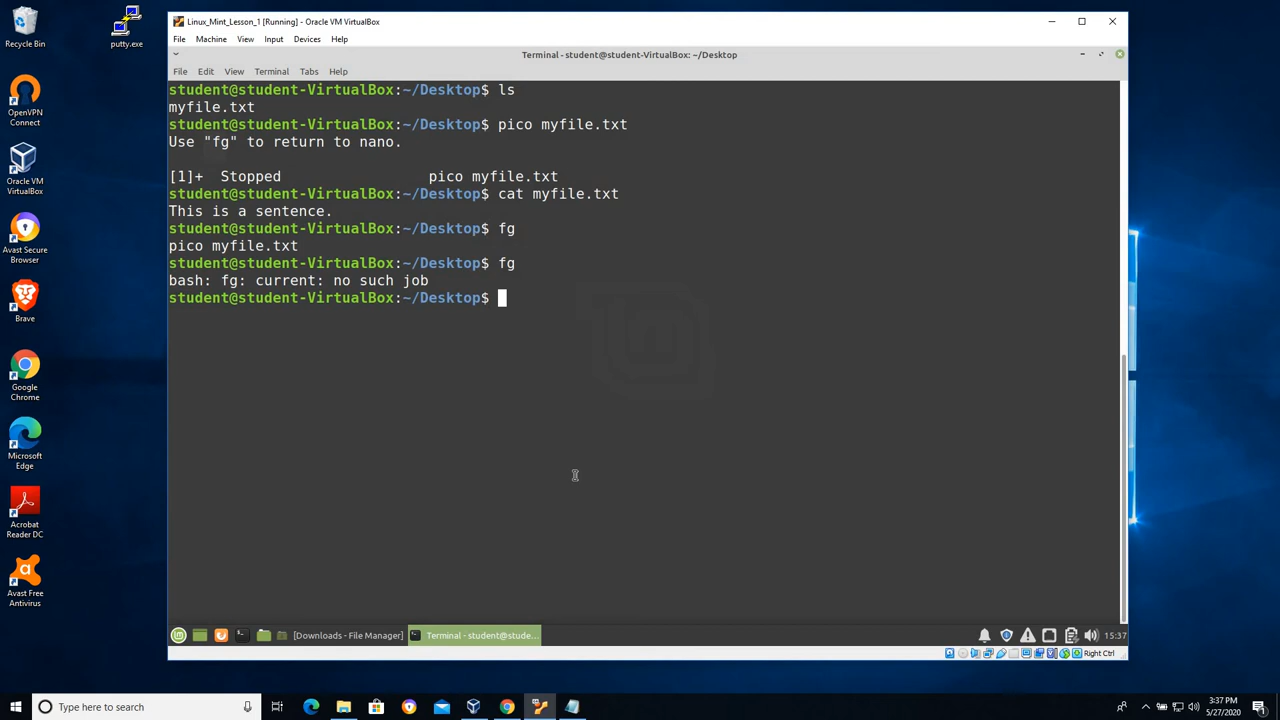 Linux_Mint_Lesson_1 [Running] - Oracle VM VirtualBox
File Machine View Input Devices Help
Terminal - student@student-VirtualBox: ~/Desktop
File Edit View Terminal Tabs Help
student@student-VirtualBox:~/Desktop$ ls
myfile.txt
student@student-VirtualBox:~/Desktop$ pico myfile.txt
Use "fg" to return to nano.
[1]+ Stopped pico myfile.txt
student@student-VirtualBox:~/Desktop$ cat myfile.txt
This is a sentence.
student@student-VirtualBox:~/Desktop$ fg
pico myfile.txt
student@student-VirtualBox:~/Desktop$ fg
bash: fg: current: no such job
student@student-VirtualBox:~/Desktop$
[Downloads - File Manager]
Terminal - student@stude...
15:37
Right Ctrl
Recycle Bin
putty.exe
OpenVPN
Connect
Oracle VM
VirtualBox
Avast Secure
Browser
Brave
Google
Chrome
Microsoft
Edge
Acrobat
Reader DC
Avast Free
Antivirus
Type here to search
3:37 PM
5/27/2020
1